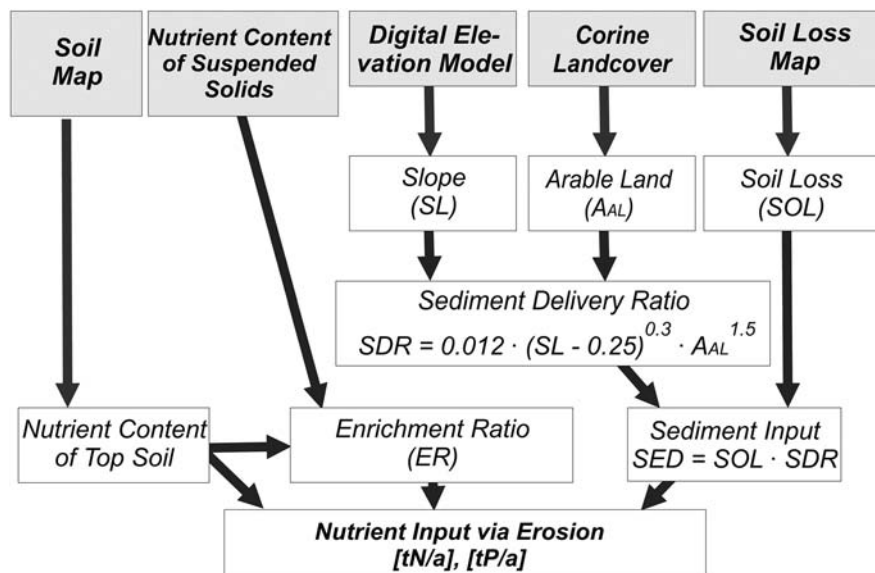 Soil
Map
Nutrient Content
of Suspended
Solids
Digital Ele-
vation Model
Corine
Landcover
Soil Loss
Map
Slope
(SL)
Arable Land
(AAL)
Soil Loss
(SOL)
Sediment Delivery Ratio
SDR = 0.012 · (SL - 0.25)^0.3 · AAL^1.5
Nutrient Content
of Top Soil
Enrichment Ratio
(ER)
Sediment Input
SED = SOL · SDR
Nutrient Input via Erosion
[tN/a], [tP/a]